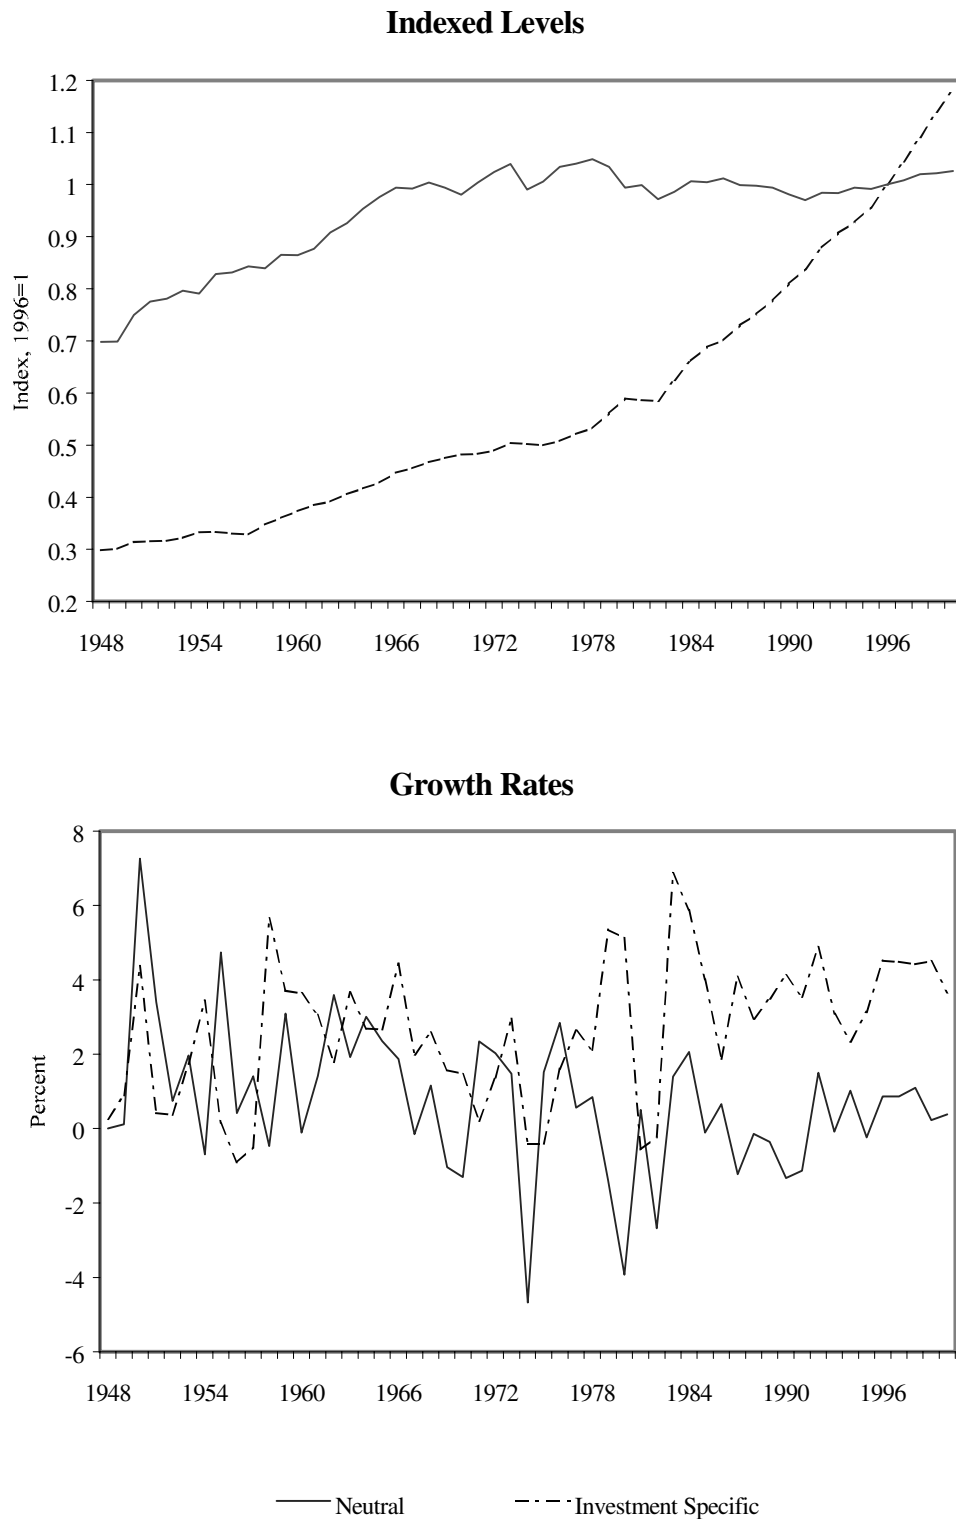 Indexed Levels
1.2
1.1
1
0.9
0.8
0.7
0.6
0.5
0.4
0.3
0.2
Index, 1996=1
1948 1954 1960 1966 1972 1978 1984 1990 1996
Growth Rates
8
6
4
2
0
-2
-4
-6
Percent
1948 1954 1960 1966 1972 1978 1984 1990 1996
Neutral Investment Specific